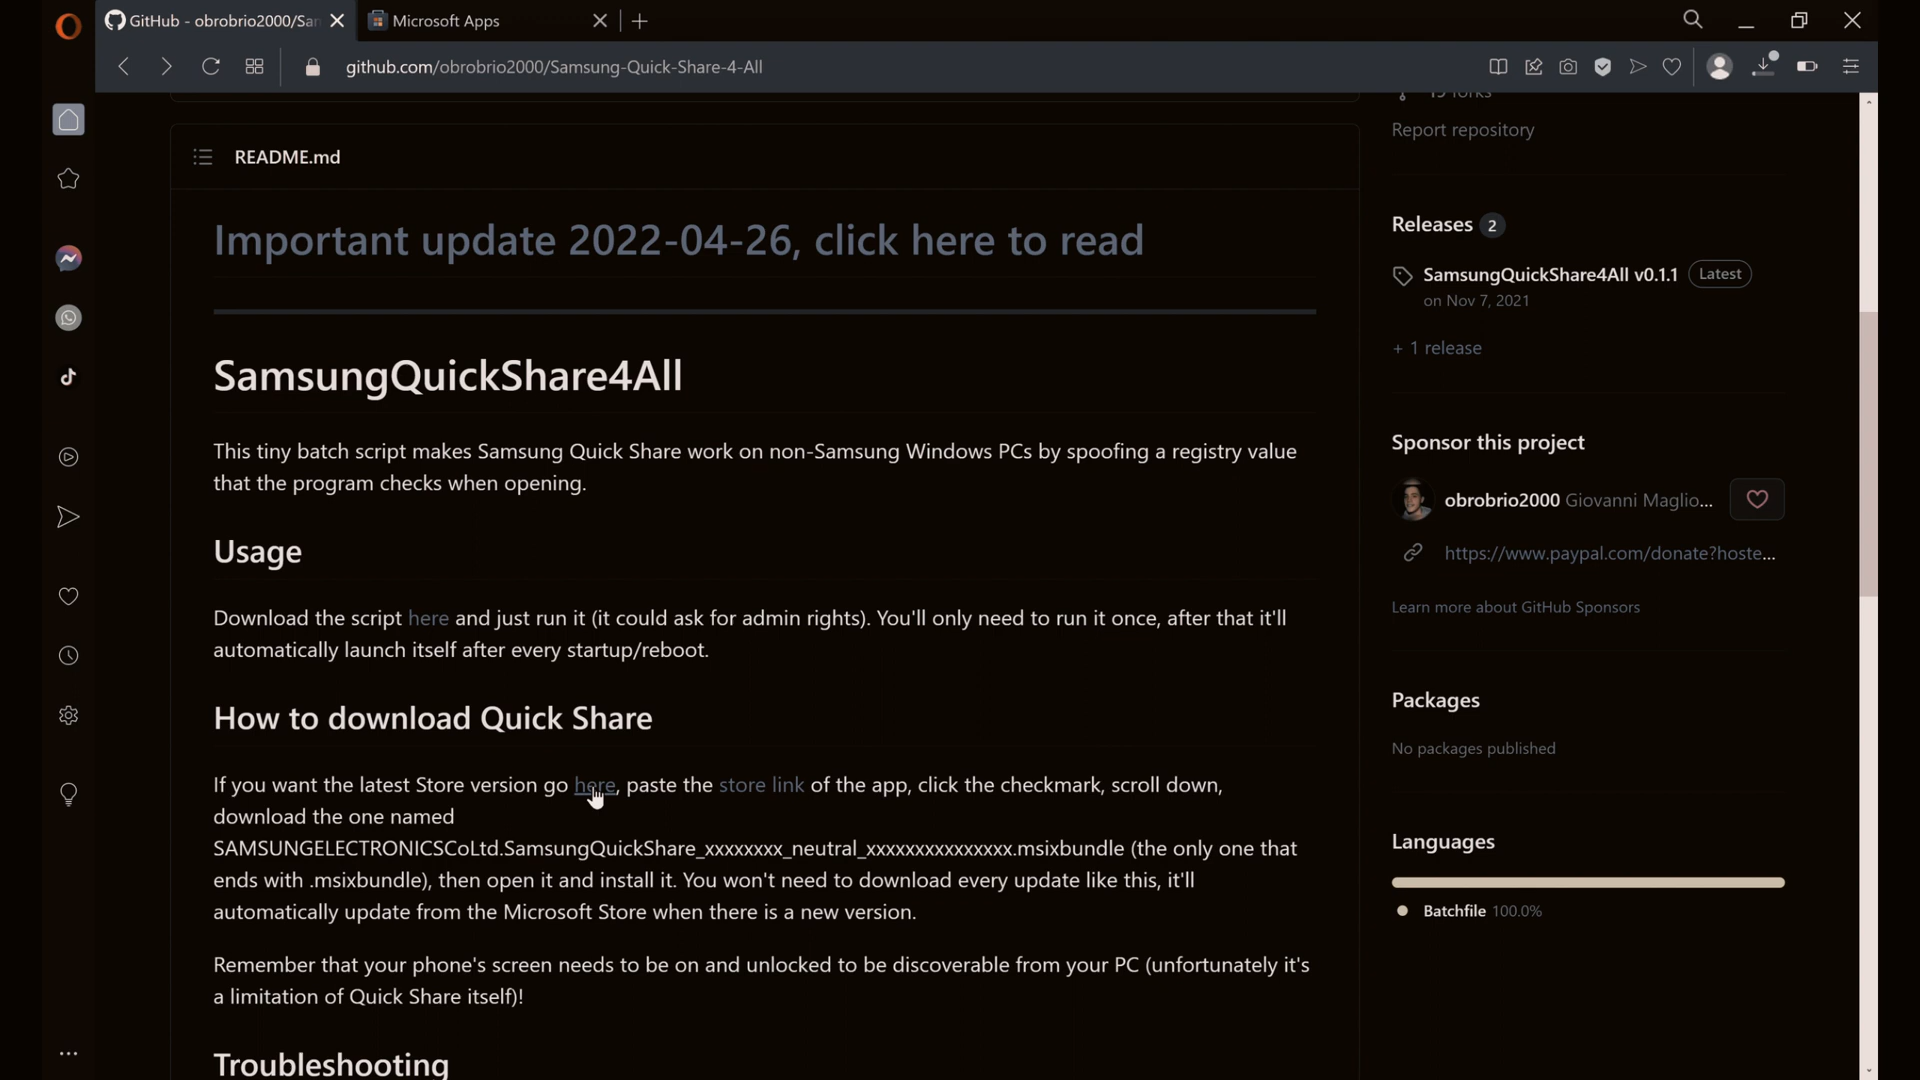 GitHub - obrobrio2000/Sam
Microsoft Apps
github.com/obrobrio2000/Samsung-Quick-Share-4-All
19 forks
Report repository
README.md
Important update 2022-04-26, click here to read
Releases 2
SamsungQuickShare4All v0.1.1 Latest
on Nov 7, 2021
+ 1 release
SamsungQuickShare4All
This tiny batch script makes Samsung Quick Share work on non-Samsung Windows PCs by spoofing a registry value
that the program checks when opening.
Sponsor this project
obrobrio2000 Giovanni Maglio...
https://www.paypal.com/donate?hoste...
Learn more about GitHub Sponsors
Usage
Download the script here and just run it (it could ask for admin rights). You'll only need to run it once, after that it'll
automatically launch itself after every startup/reboot.
How to download Quick Share
Packages
No packages published
If you want the latest Store version go here, paste the store link of the app, click the checkmark, scroll down,
download the one named
SAMSUNGELECTRONICSCoLtd.SamsungQuickShare_xxxxxxxx_neutral_xxxxxxxxxxxxxxx.msixbundle (the only one that
ends with .msixbundle), then open it and install it. You won't need to download every update like this, it'll
automatically update from the Microsoft Store when there is a new version.
Languages
Batchfile 100.0%
Remember that your phone's screen needs to be on and unlocked to be discoverable from your PC (unfortunately it's
a limitation of Quick Share itself)!
Troubleshooting